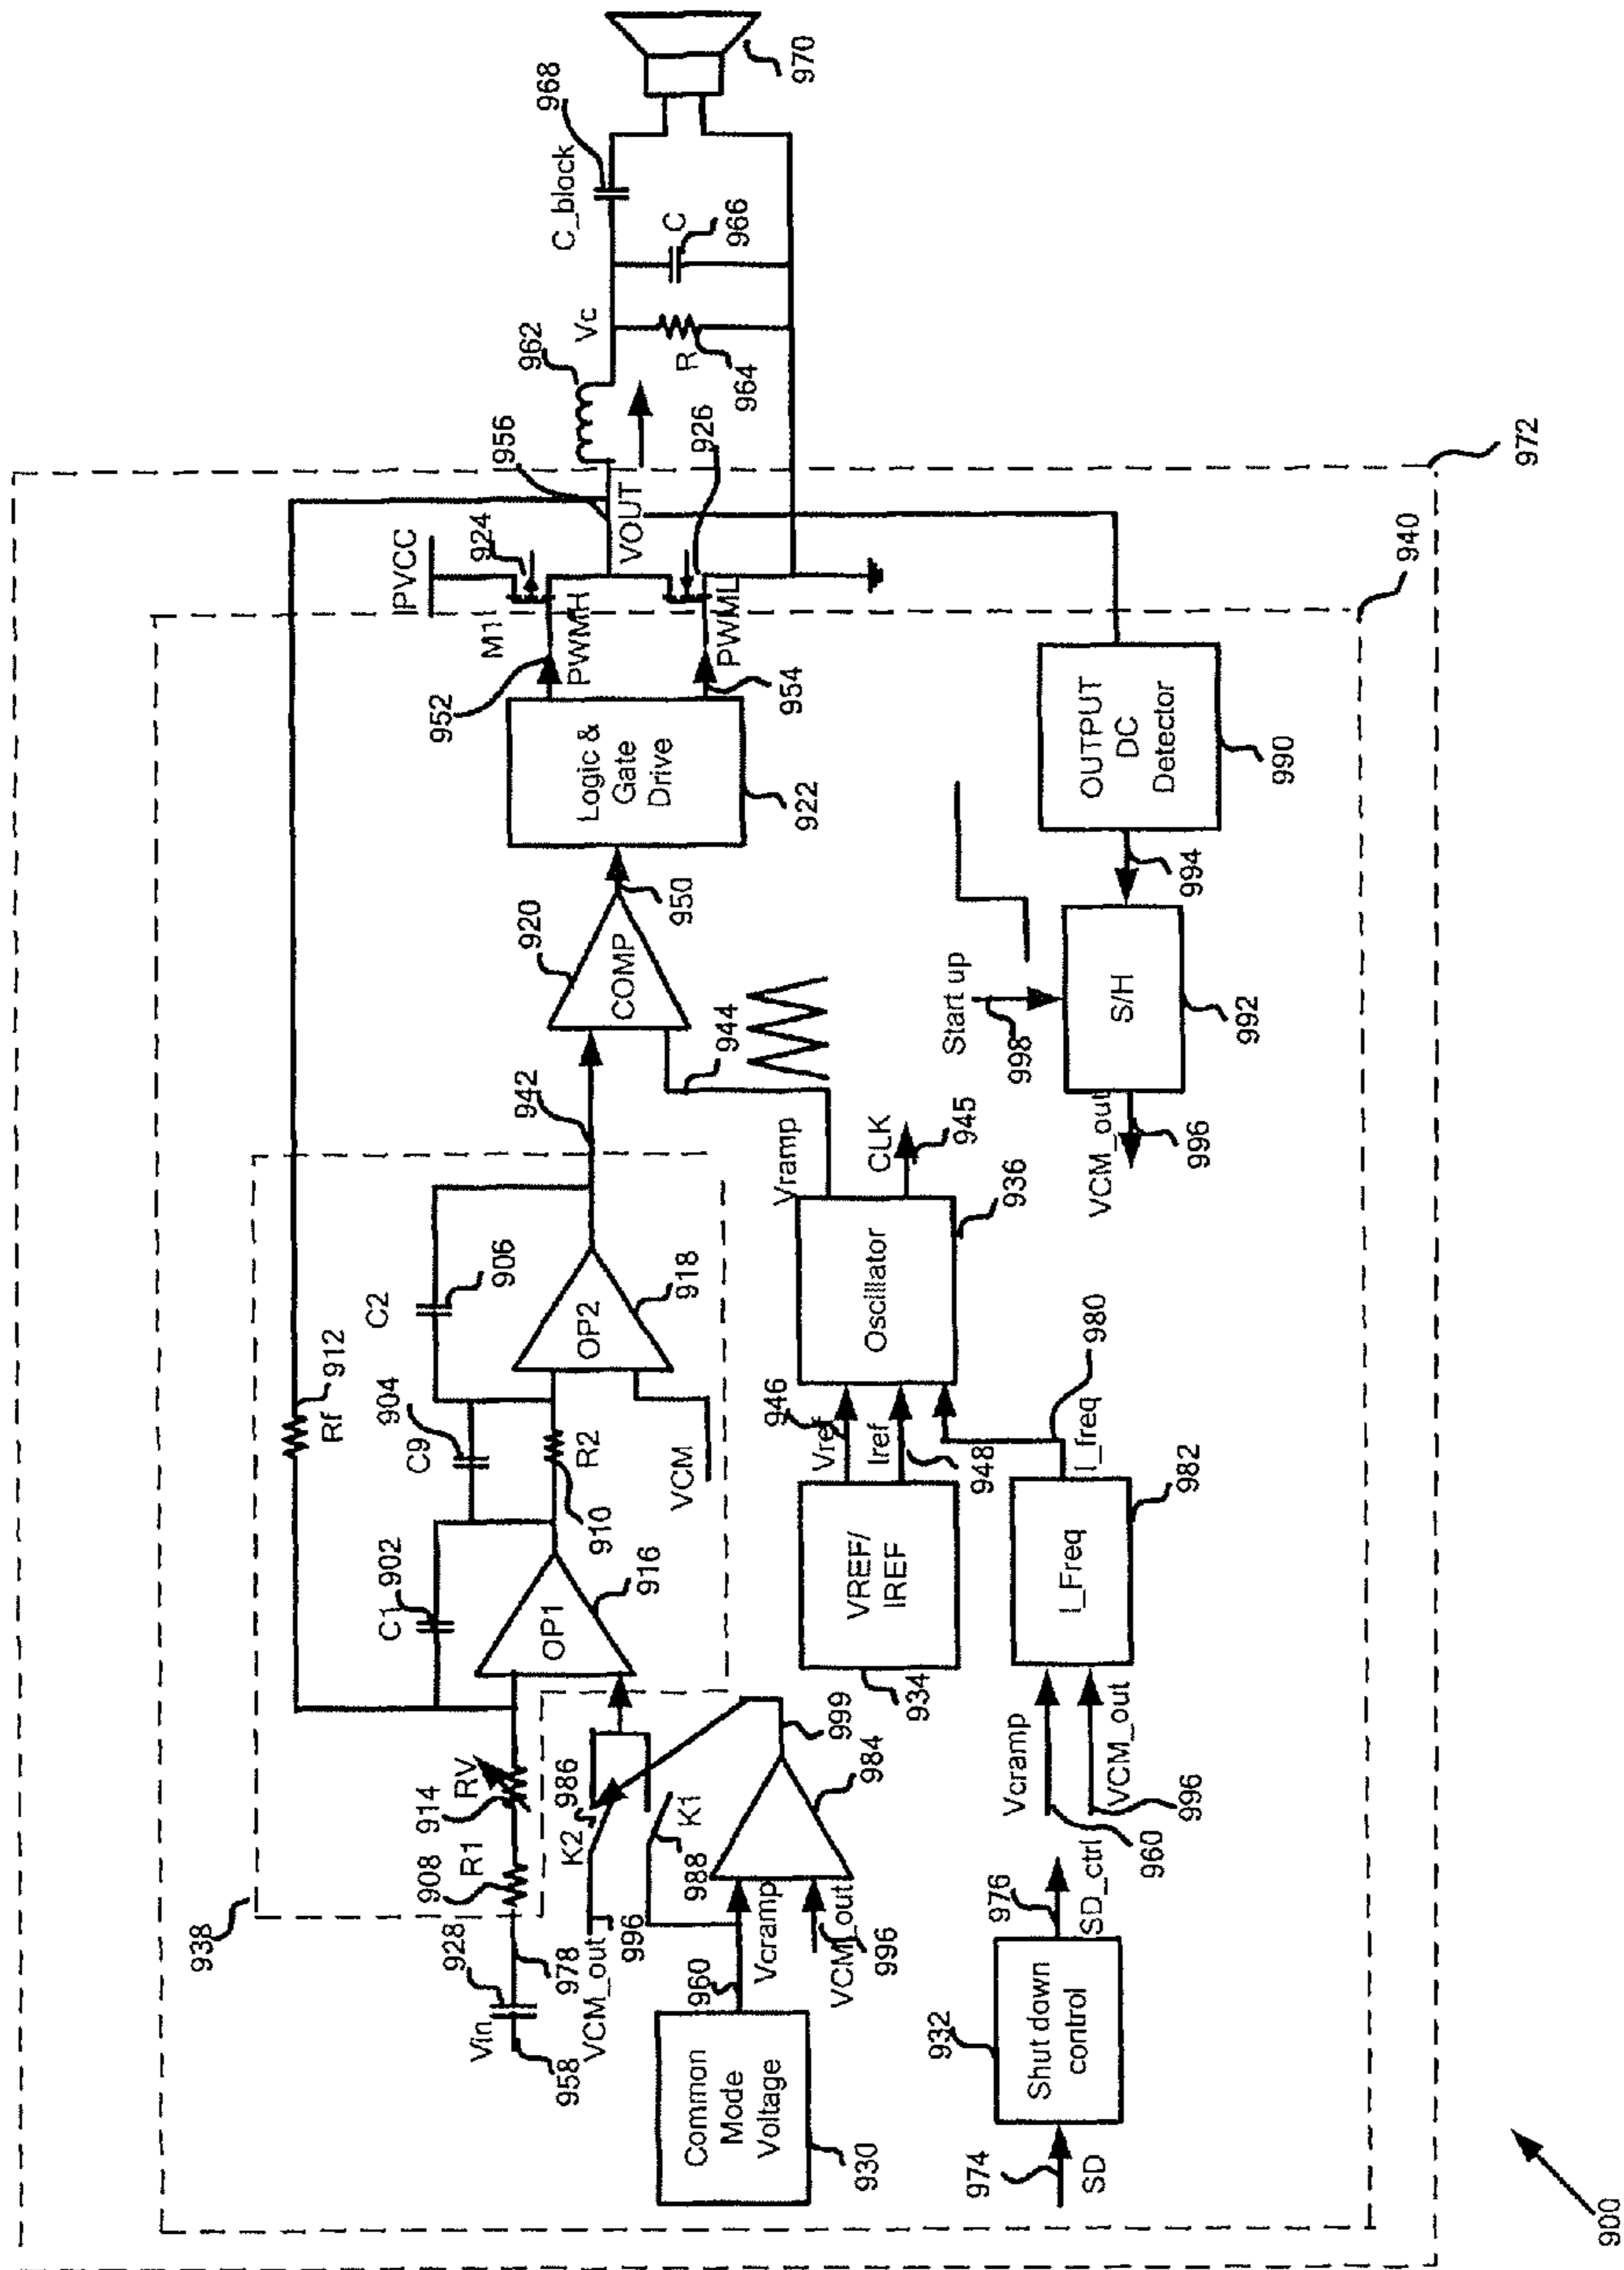 938
Vin
928
958
978
R1
908
RV
914
C1
902
OP1
916
Rf
912
C9
904
R2
910
C2
906
OP2
918
VCM
942
COMP
920
950
944
Logic &
Gate
Drive
922
952
954
M1
PWMH
PWML
PVCC
924
VOUT
956
926
962
Vc
R
964
C
966
C_block
968
970
VCM_out
996
K2
986
K1
988
999
984
Common
Mode
Voltage
930
960
Vcramp
VCM_out
996
VREF/
IREF
934
Vref
946
Iref
948
Oscillator
936
Vramp
CLK
945
I_freq
980
I_Freq
982
Vcramp
960
VCM_out
996
SD
974
Shut down
control
932
976
SD_ctrl
Start up
998
S/H
992
VCM_out
996
994
OUTPUT
DC
Detector
990
940
972
900